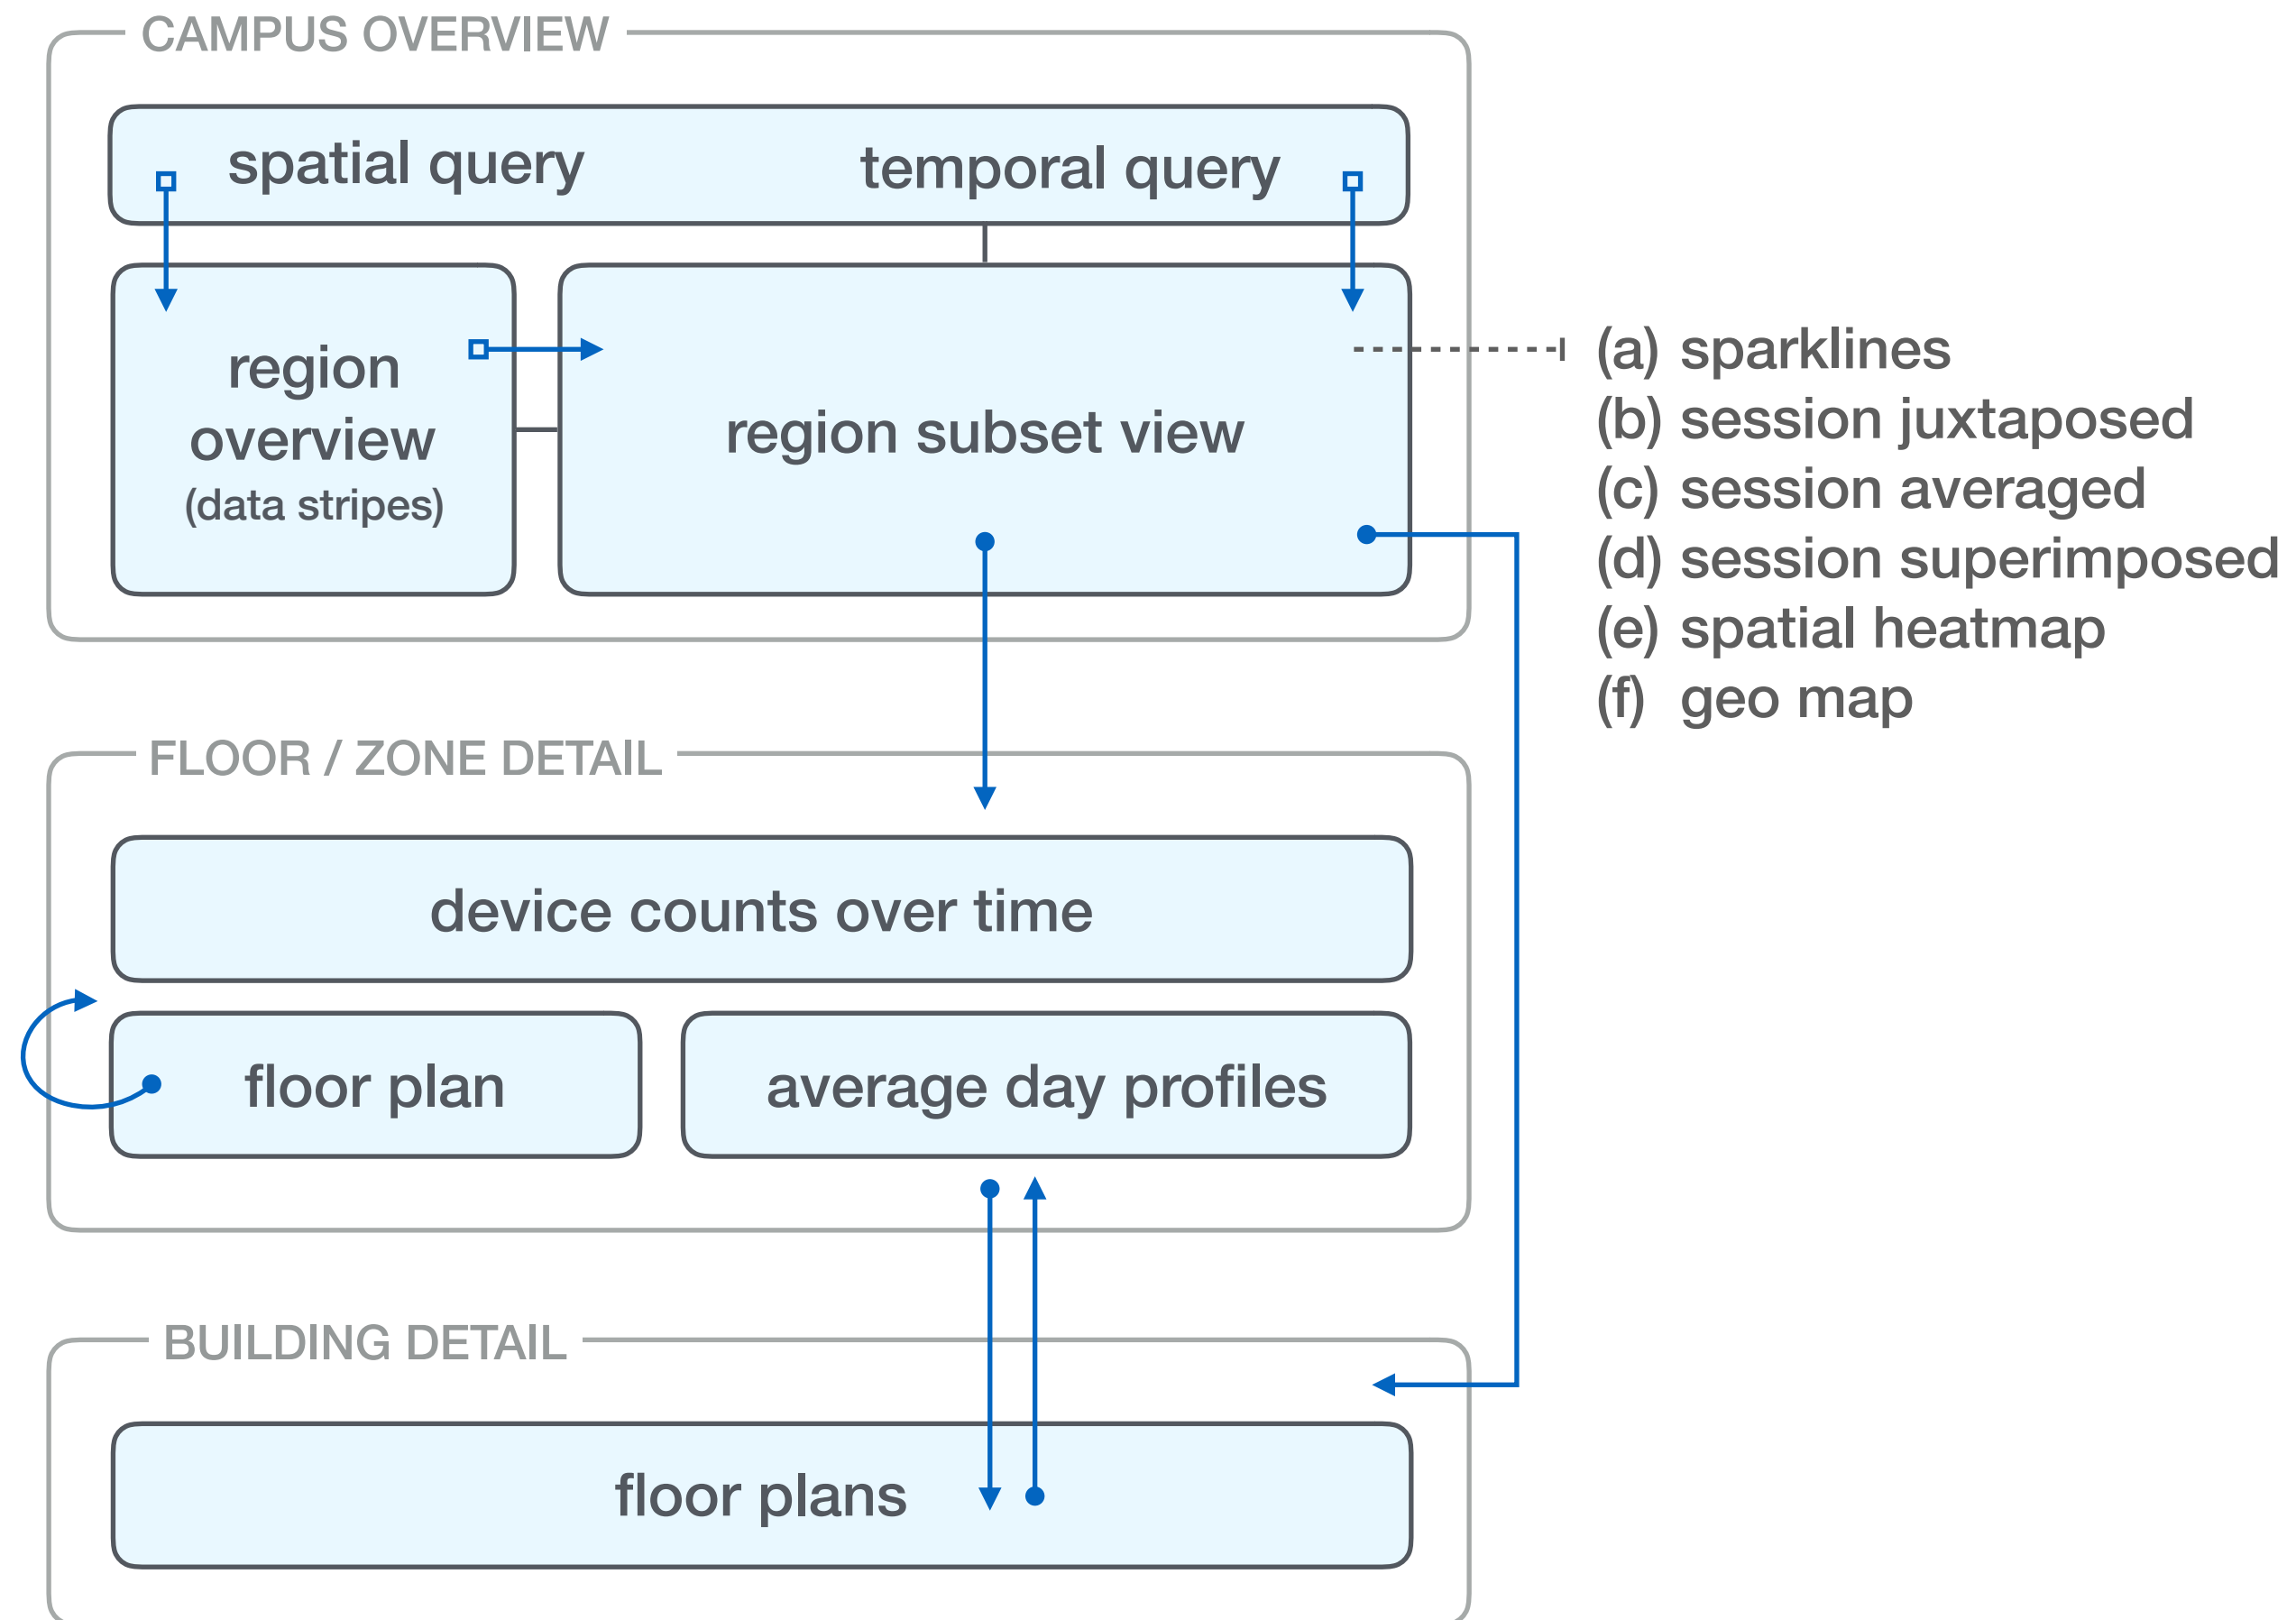 CAMPUS OVERVIEW
spatial query
temporal query
region
overview
(data stripes)
region subset view
(a) sparklines
(b) session juxtaposed
(c) session averaged
(d) session superimposed
(e) spatial heatmap
(f) geo map
FLOOR / ZONE DETAIL
device counts over time
floor plan
average day profiles
BUILDING DETAIL
floor plans